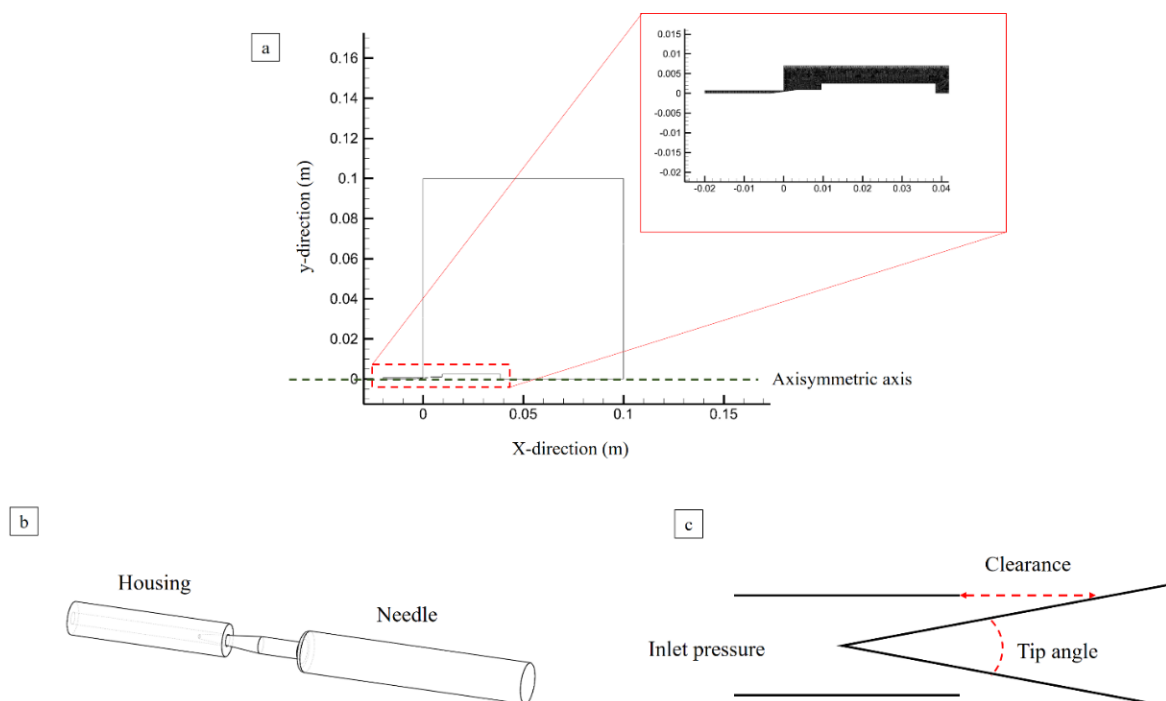 a
0.16
0.14
0.12
0.1
0.08
0.06
0.04
0.02
0
y-direction (m)
0 0.05 0.1 0.15
X-direction (m)
Axisymmetric axis
0.015
0.01
0.005
0
-0.005
-0.01
-0.015
-0.02
-0.02 -0.01 0 0.01 0.02 0.03 0.04
b
Housing
Needle
c
Clearance
Inlet pressure
Tip angle